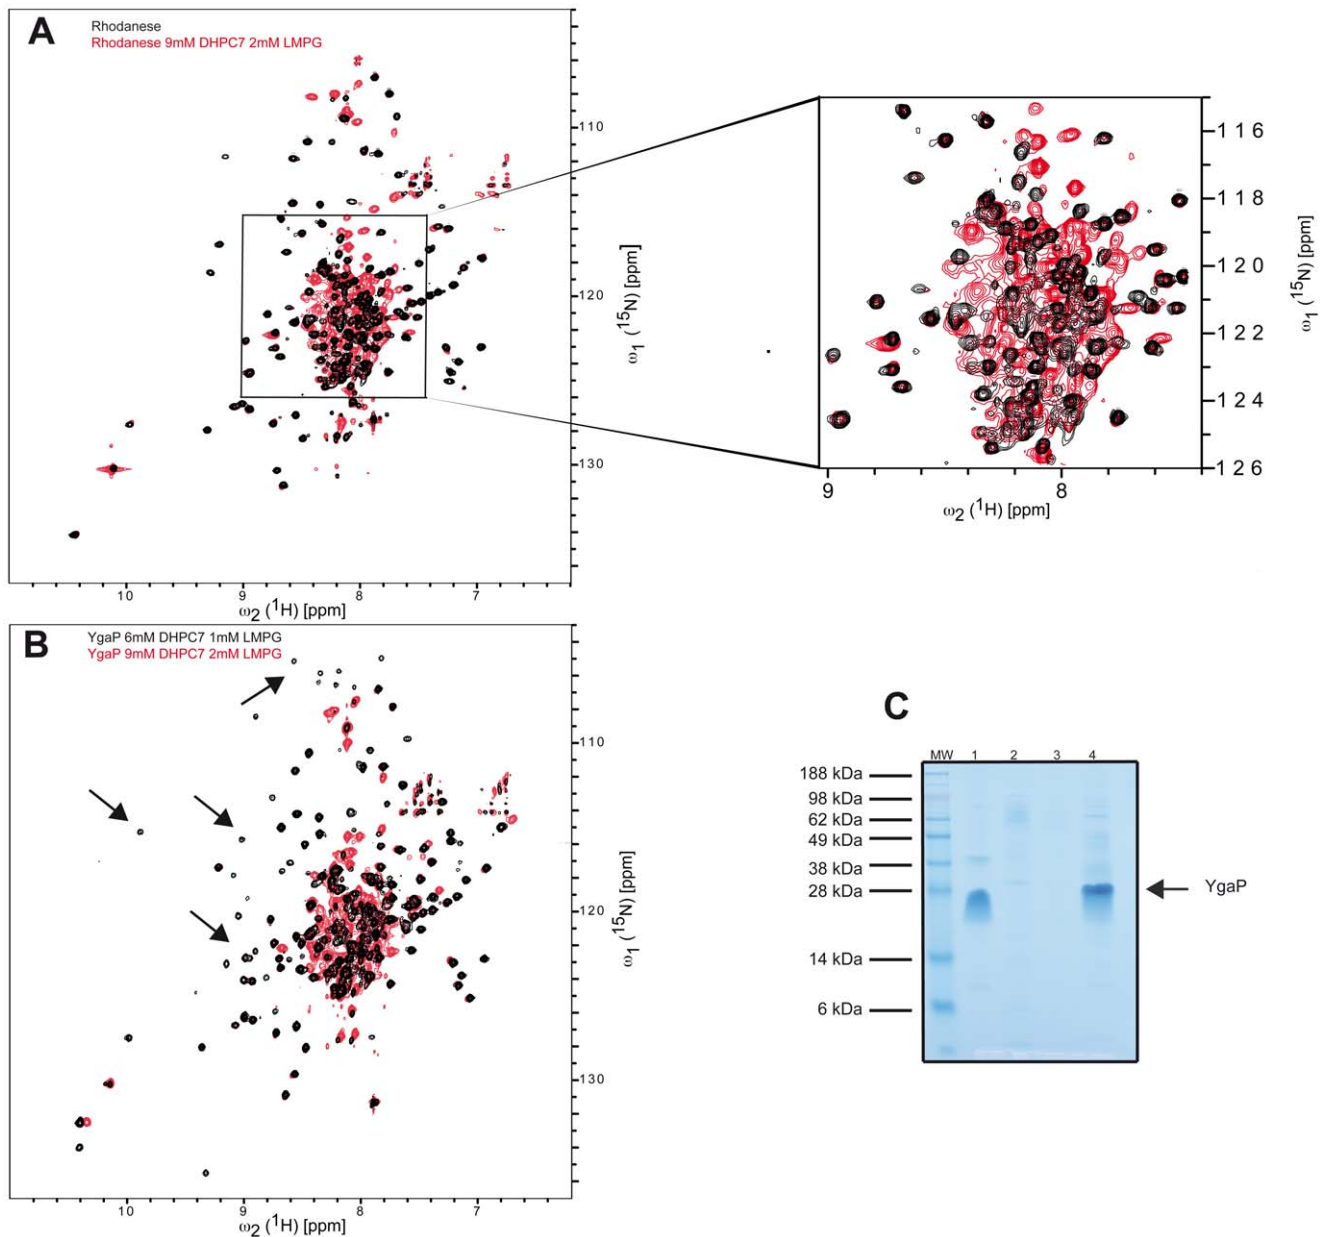 A
Rhodanese
Rhodanese 9mM DHPC7 2mM LMPG
110
120
130
ω1 (15N) [ppm]
10 9 8 7
ω2 (1H) [ppm]
116
118
120
122
124
126
ω1 (15N) [ppm]
9 8
ω2 (1H) [ppm]
B
YgaP 6mM DHPC7 1mM LMPG
YgaP 9mM DHPC7 2mM LMPG
110
120
130
ω1 (15N) [ppm]
10 9 8 7
ω2 (1H) [ppm]
C
MW 1 2 3 4
188 kDa
98 kDa
62 kDa
49 kDa
38 kDa
28 kDa
14 kDa
6 kDa
YgaP